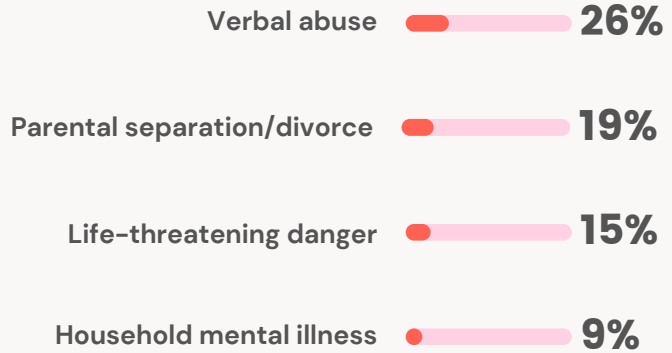 Verbal abuse 26%
Parental separation/divorce 19%
Life-threatening danger 15%
Household mental illness 9%